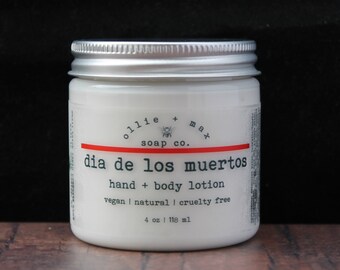 ollie + max
soap co.
dia de los muertos
hand + body lotion
vegan | natural | cruelty free
4 oz | 118 ml